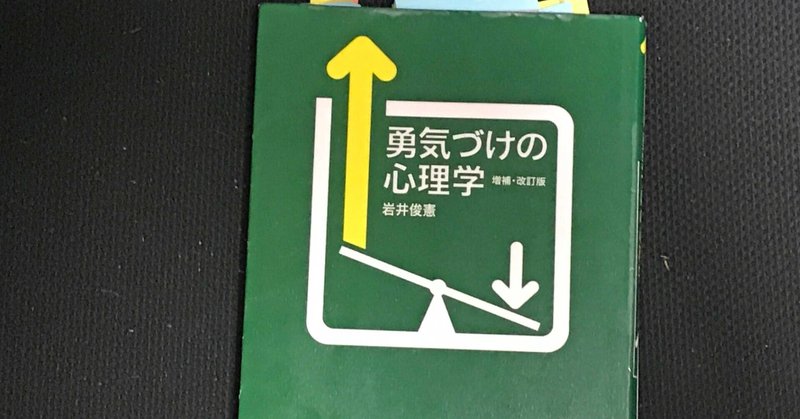 勇気づけの
心理学 増補・改訂版
岩井俊憲